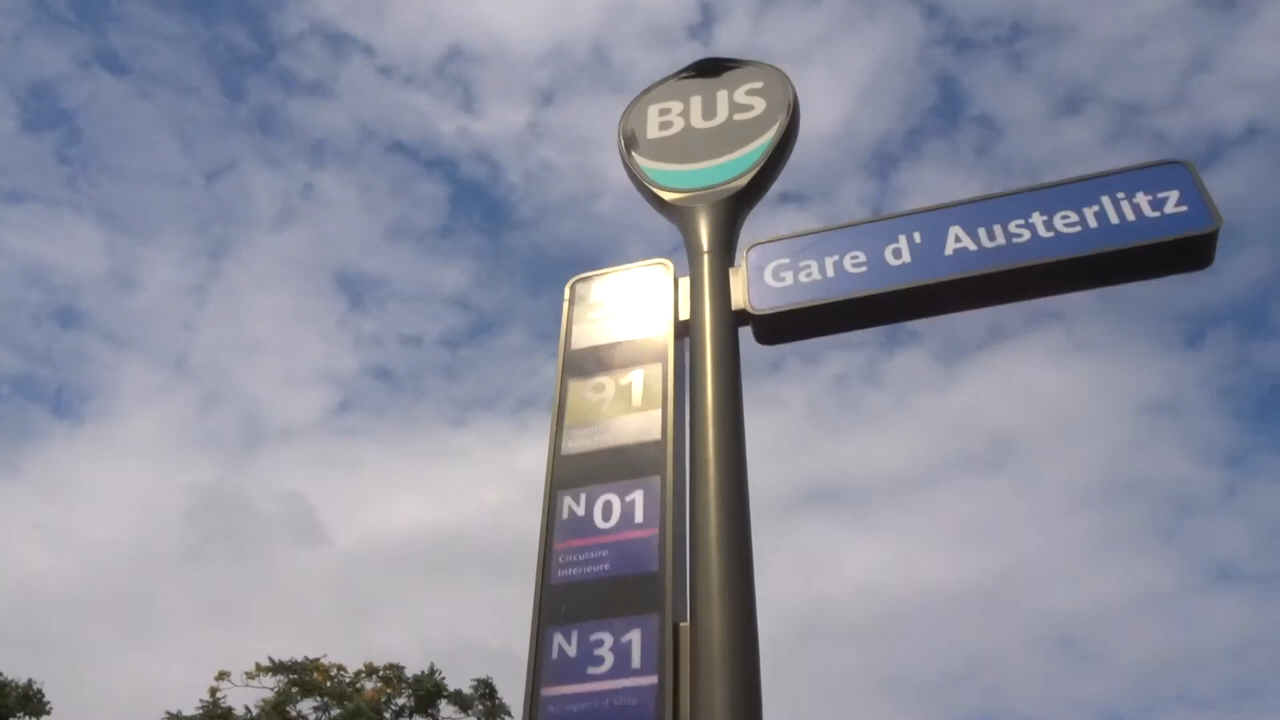 BUS
Gare d' Austerlitz
91
N01
Circulaire
Intérieure
N31